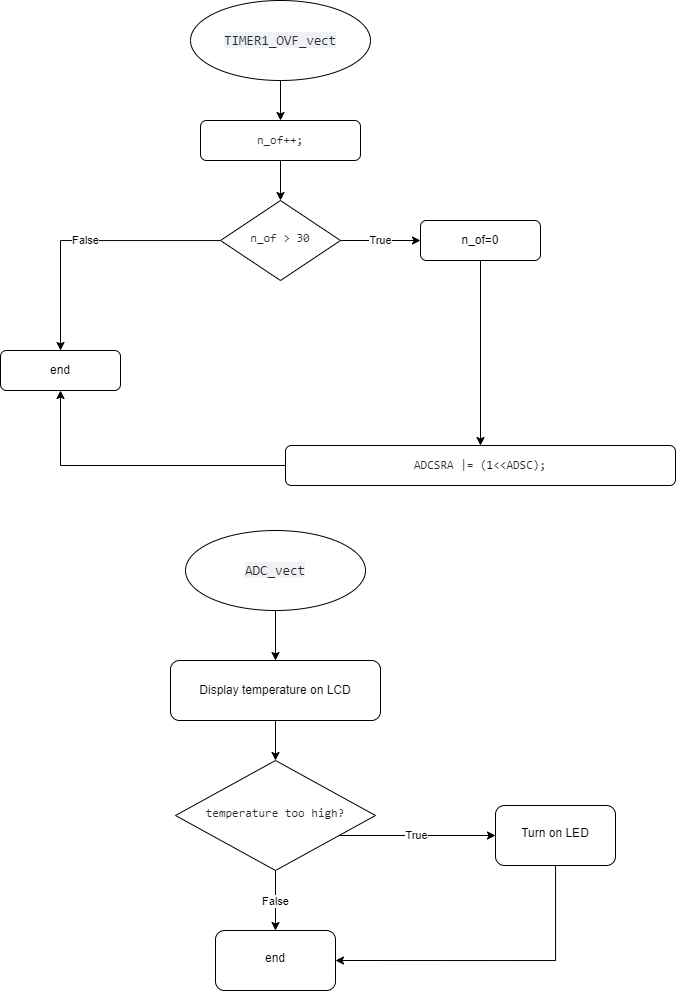 TIMER1_OVF_vect
n_of++;
n_of > 30
False
True
n_of=0
end
ADCSRA |= (1<<ADSC);
ADC_vect
Display temperature on LCD
temperature too high?
True
Turn on LED
False
end